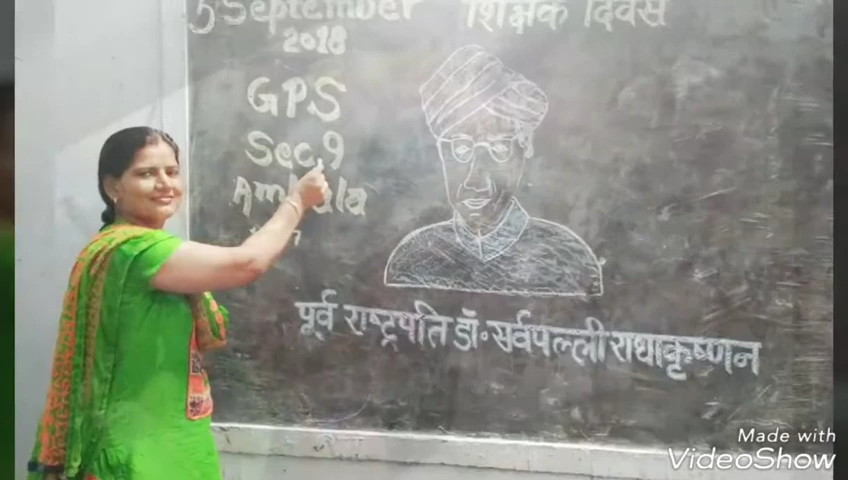 5 September शिक्षक दिवस
2018
GPS
Sec. 9
Ambala
पूर्व राष्ट्रपति डॉ॰ सर्वपल्ली राधाकृष्णन
Made with
VideoShow